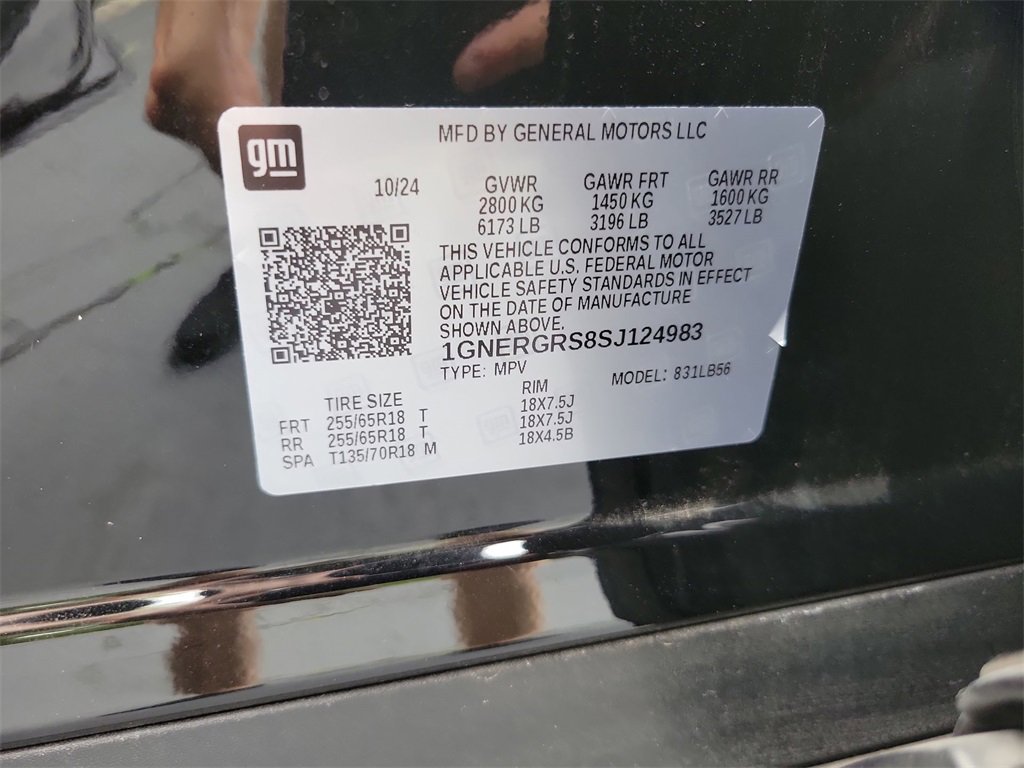 gm
MFD BY GENERAL MOTORS LLC
10/24
GVWR GAWR FRT GAWR RR
2800 KG 1450 KG 1600 KG
6173 LB 3196 LB 3527 LB
THIS VEHICLE CONFORMS TO ALL
APPLICABLE U.S. FEDERAL MOTOR
VEHICLE SAFETY STANDARDS IN EFFECT
ON THE DATE OF MANUFACTURE
SHOWN ABOVE.
1GNERGRS8SJ124983
TYPE: MPV MODEL: 831LB56
TIRE SIZE RIM
FRT 255/65R18 T 18X7.5J
RR 255/65R18 T 18X7.5J
SPA T135/70R18 M 18X4.5B